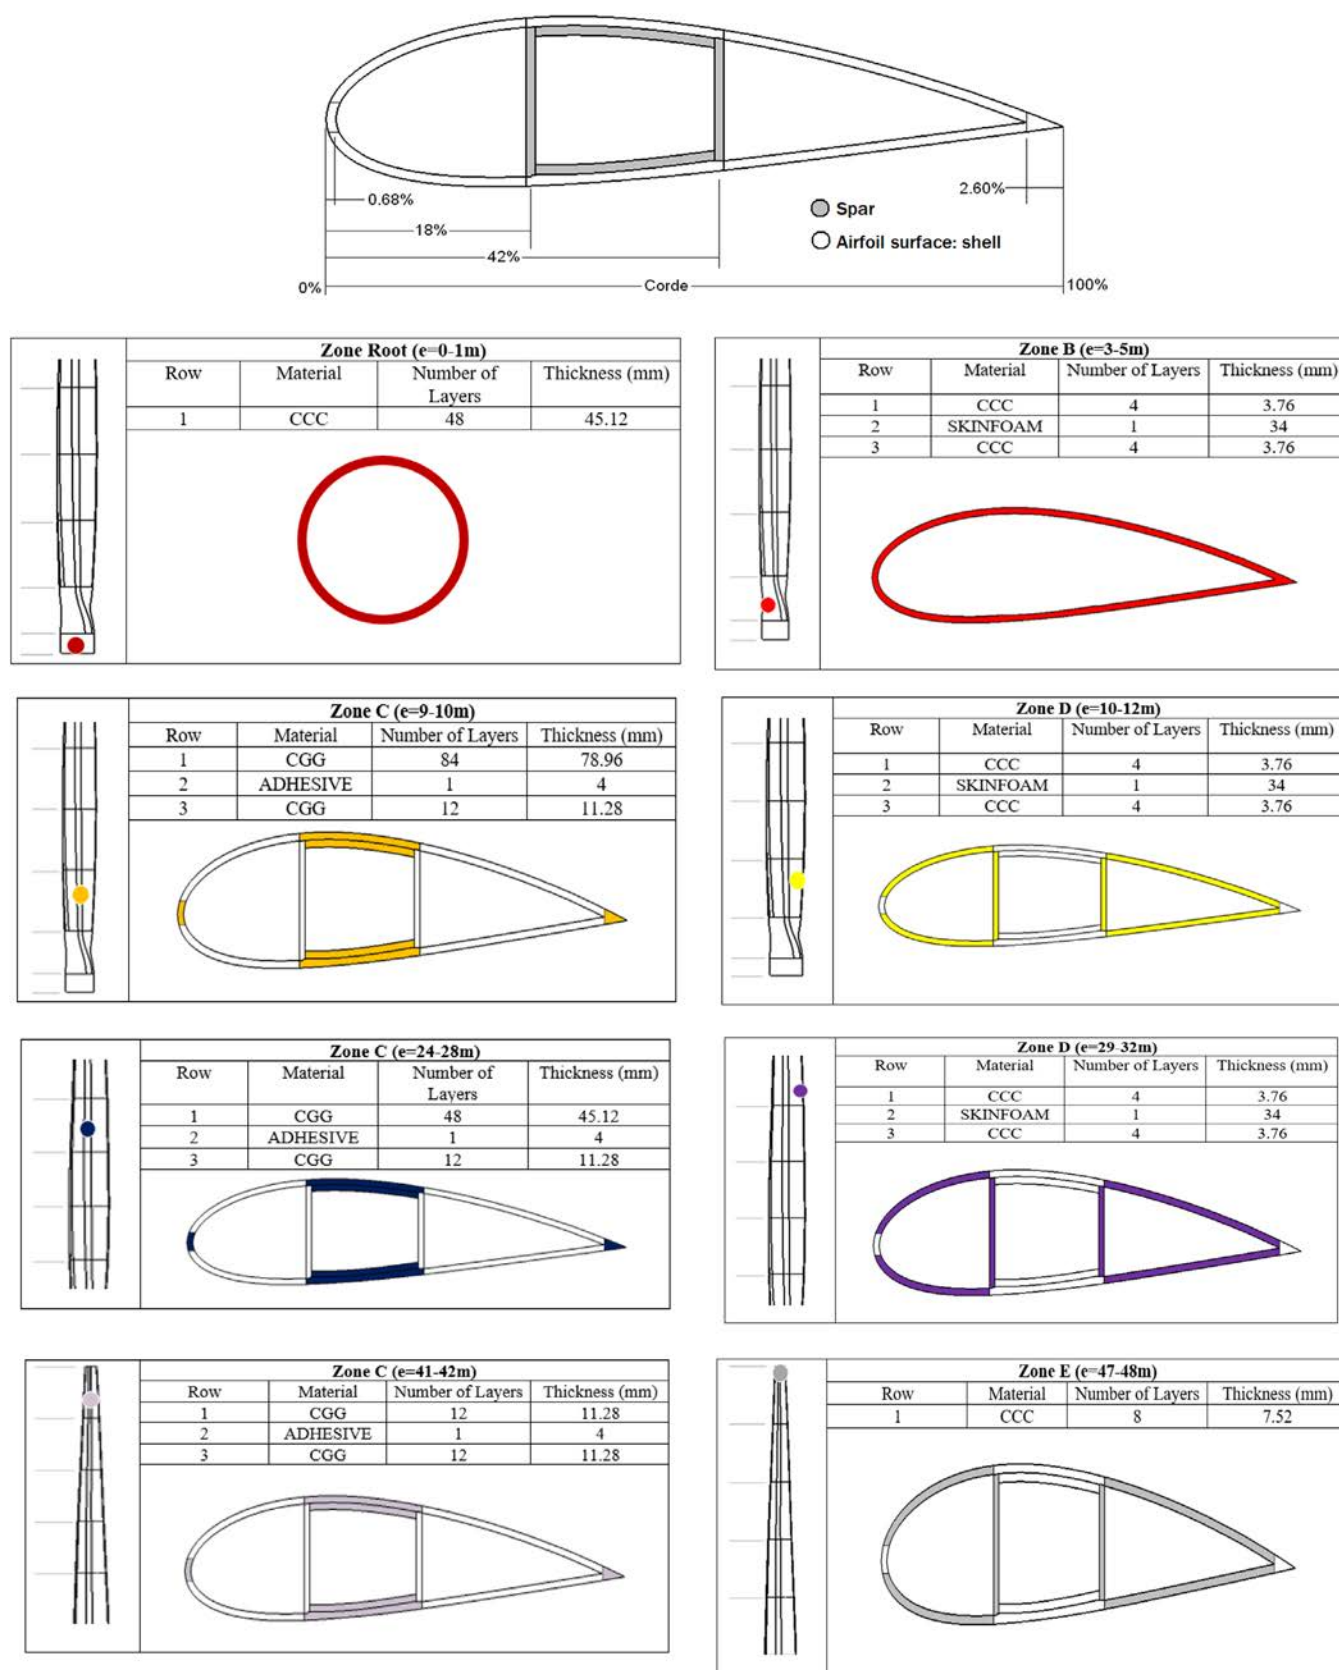 0.68%
2.60%
Spar
18%
Airfoil surface: shell
42%
0% Corde 100%
Zone Root (e=0-1m)
Row Material Number of Layers Thickness (mm)
1 CCC 48 45.12
Zone B (e=3-5m)
Row Material Number of Layers Thickness (mm)
1 CCC 4 3.76
2 SKINFOAM 1 34
3 CCC 4 3.76
Zone C (e=9-10m)
Row Material Number of Layers Thickness (mm)
1 CGG 84 78.96
2 ADHESIVE 1 4
3 CGG 12 11.28
Zone D (e=10-12m)
Row Material Number of Layers Thickness (mm)
1 CCC 4 3.76
2 SKINFOAM 1 34
3 CCC 4 3.76
Zone C (e=24-28m)
Row Material Number of Layers Thickness (mm)
1 CGG 48 45.12
2 ADHESIVE 1 4
3 CGG 12 11.28
Zone D (e=29-32m)
Row Material Number of Layers Thickness (mm)
1 CCC 4 3.76
2 SKINFOAM 1 34
3 CCC 4 3.76
Zone C (e=41-42m)
Row Material Number of Layers Thickness (mm)
1 CGG 12 11.28
2 ADHESIVE 1 4
3 CGG 12 11.28
Zone E (e=47-48m)
Row Material Number of Layers Thickness (mm)
1 CCC 8 7.52